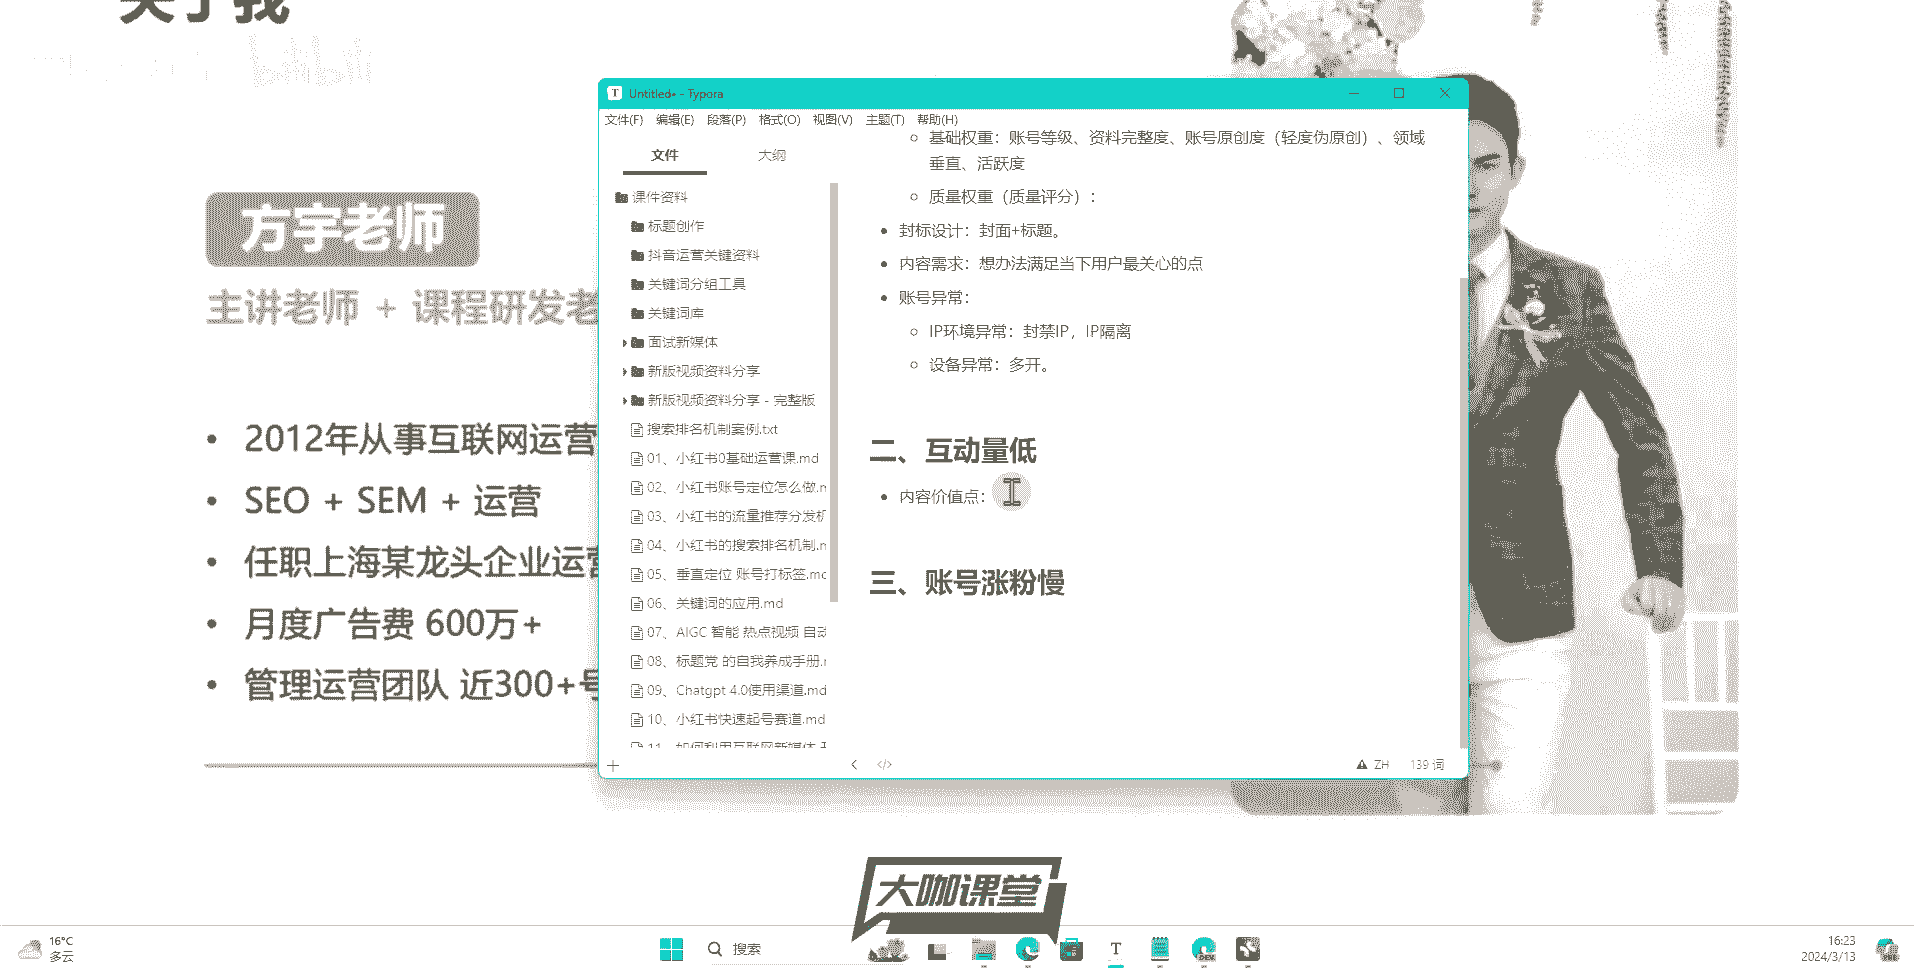 关于我
bilibili
方宇老师
主讲老师 + 课程研发老
2012年从事互联网运营
SEO + SEM + 运营
任职上海某龙头企业运营
月度广告费 600万+
管理运营团队 近300+号
Untitled• - Typora
文件(F) 编辑(E) 段落(P) 格式(O) 视图(V) 主题(T) 帮助(H)
文件 大纲
课件资料
标题创作
抖音运营关键资料
关键词分组工具
关键词库
面试新媒体
新版视频资料分享
新版视频资料分享 - 完整版
搜索排名机制案例.txt
01、小红书0基础运营课.md
02、小红书账号定位怎么做.m
03、小红书的流量推荐分发机
04、小红书的搜索排名机制.m
05、垂直定位 账号打标签.md
06、关键词的应用.md
07、AIGC 智能 热点视频 自动
08、标题党 的自我养成手册.m
09、Chatgpt 4.0使用渠道.md
10、小红书快速起号赛道.md
11、如何利用互联网新媒体
基础权重：账号等级、资料完整度、账号原创度（轻度伪原创）、领域
垂直、活跃度
质量权重（质量评分）：
封标设计：封面+标题。
内容需求：想办法满足当下用户最关心的点
账号异常：
IP环境异常：封禁IP，IP隔离
设备异常：多开。
二、互动量低
内容价值点：
三、账号涨粉慢
ZH 139 词
大咖课堂
16°C
多云
搜索
16:23
2024/3/13